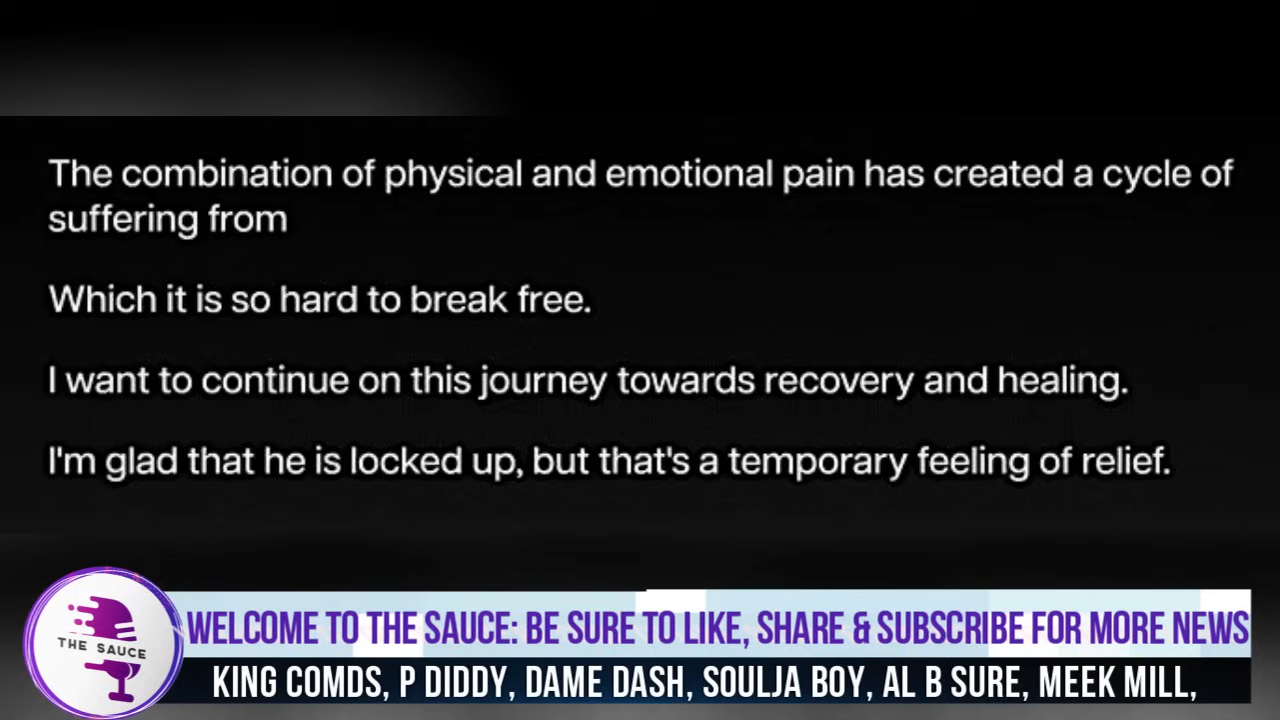 The combination of physical and emotional pain has created a cycle of
suffering from
Which it is so hard to break free.
I want to continue on this journey towards recovery and healing.
I'm glad that he is locked up, but that's a temporary feeling of relief.
THE SAUCE
WELCOME TO THE SAUCE: BE SURE TO LIKE, SHARE & SUBSCRIBE FOR MORE NEWS
KING COMDS, P DIDDY, DAME DASH, SOULJA BOY, AL B SURE, MEEK MILL,